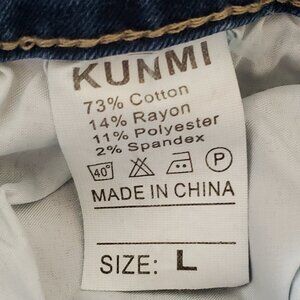 KUNMI
73% Cotton
14% Rayon
11% Polyester
2% Spandex
40° P
MADE IN CHINA
SIZE: L